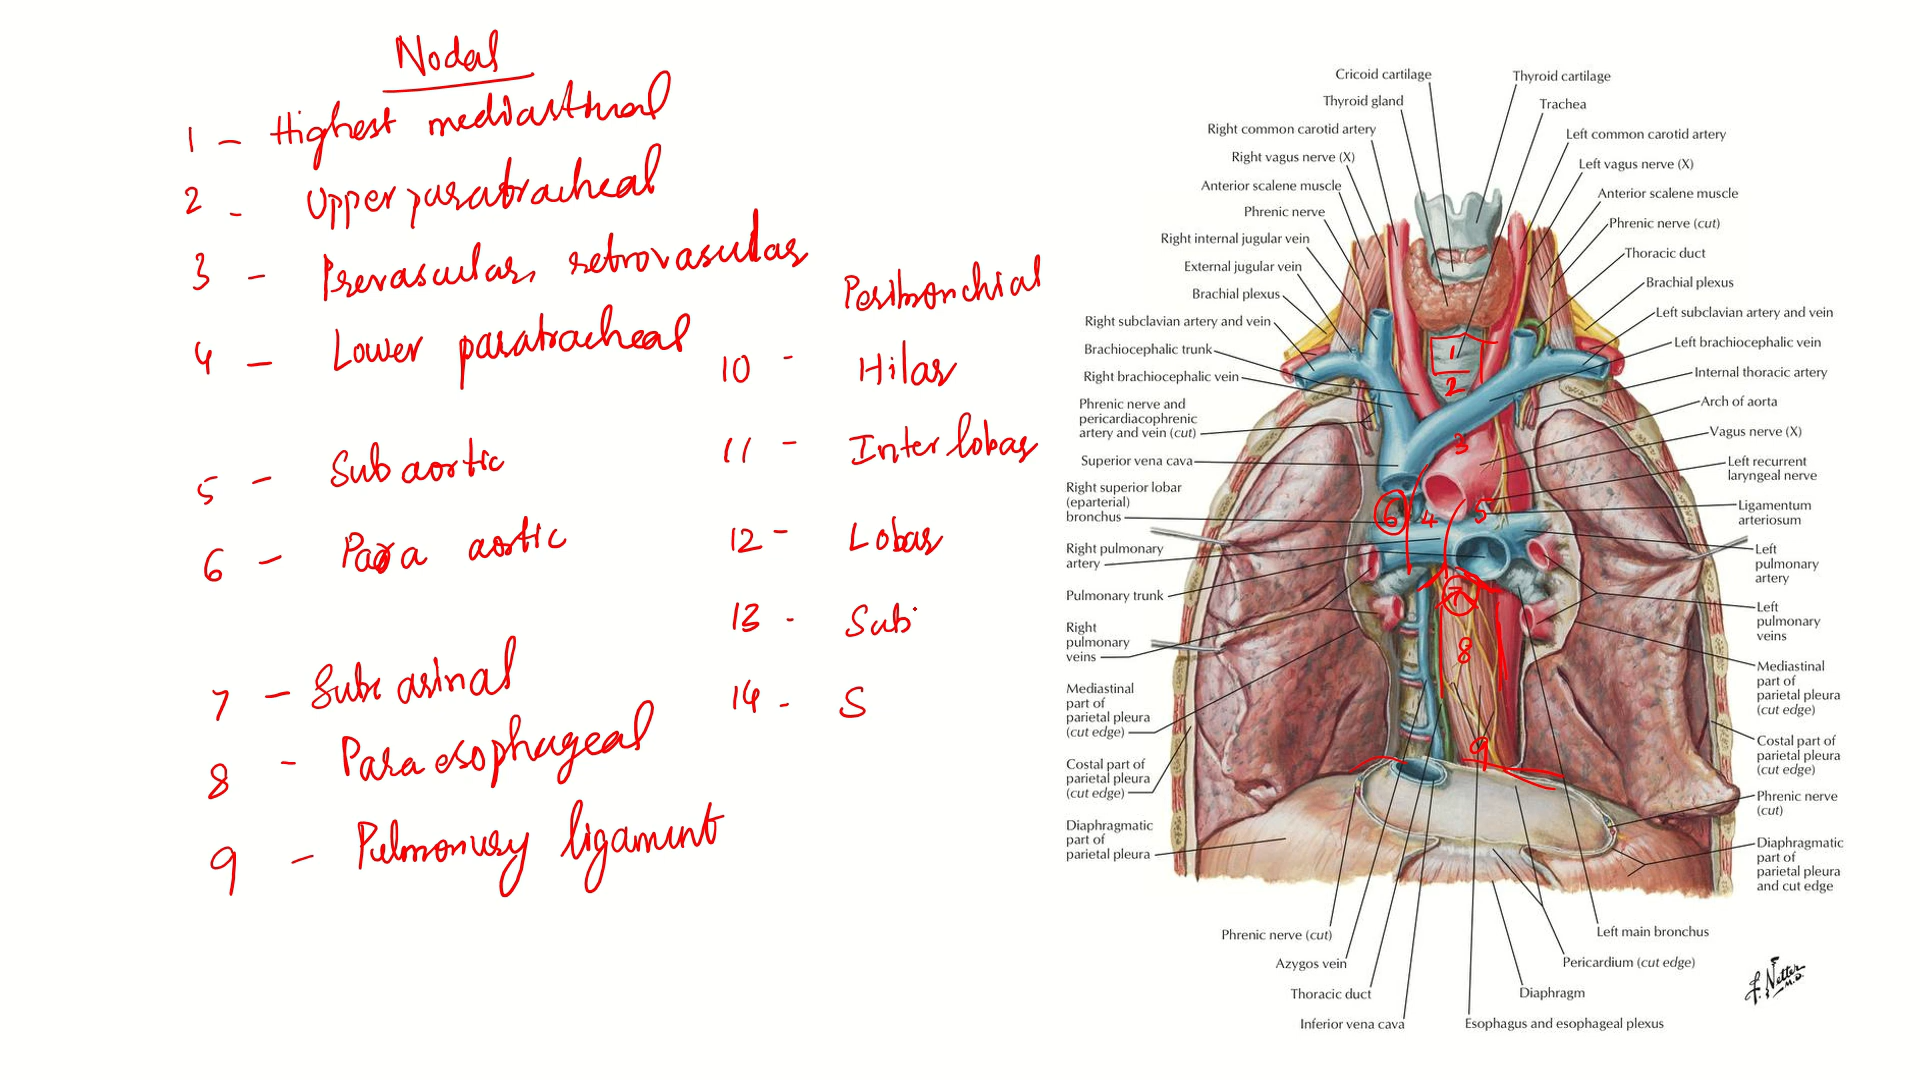 Nodal
1 - Highest mediasthnal
2 - Upper paratracheal
3 - Prevascular, retrovascular
4 - Lower paratracheal
5 - Sub aortic
6 - Para aortic
7 - Subcarinal
8 - Para esophageal
9 - Pulmonary ligament
Peribronchial
10 - Hilar
11 - Inter lobar
12 - Lobar
13 - Sub
14 - S
Cricoid cartilage
Thyroid gland
Right common carotid artery
Right vagus nerve (X)
Anterior scalene muscle
Phrenic nerve
Right internal jugular vein
External jugular vein
Brachial plexus
Right subclavian artery and vein
Brachiocephalic trunk
Right brachiocephalic vein
Phrenic nerve and
pericardiacophrenic
artery and vein (cut)
Superior vena cava
Right superior lobar
(eparterial)
bronchus
Right pulmonary
artery
Pulmonary trunk
Right
pulmonary
veins
Mediastinal
part of
parietal pleura
(cut edge)
Costal part of
parietal pleura
(cut edge)
Diaphragmatic
part of
parietal pleura
Thyroid cartilage
Trachea
Left common carotid artery
Left vagus nerve (X)
Anterior scalene muscle
Phrenic nerve (cut)
Thoracic duct
Brachial plexus
Left subclavian artery and vein
Left brachiocephalic vein
Internal thoracic artery
Arch of aorta
Vagus nerve (X)
Left recurrent
laryngeal nerve
Ligamentum
arteriosum
Left
pulmonary
artery
Left
pulmonary
veins
Mediastinal
part of
parietal pleura
(cut edge)
Costal part of
parietal pleura
(cut edge)
Phrenic nerve
(cut)
Diaphragmatic
part of
parietal pleura
and cut edge
1
2
3
6 4 5
7
8
9
Phrenic nerve (cut)
Azygos vein
Thoracic duct
Inferior vena cava
Left main bronchus
Pericardium (cut edge)
Diaphragm
Esophagus and esophageal plexus
F. Netter
M.D.